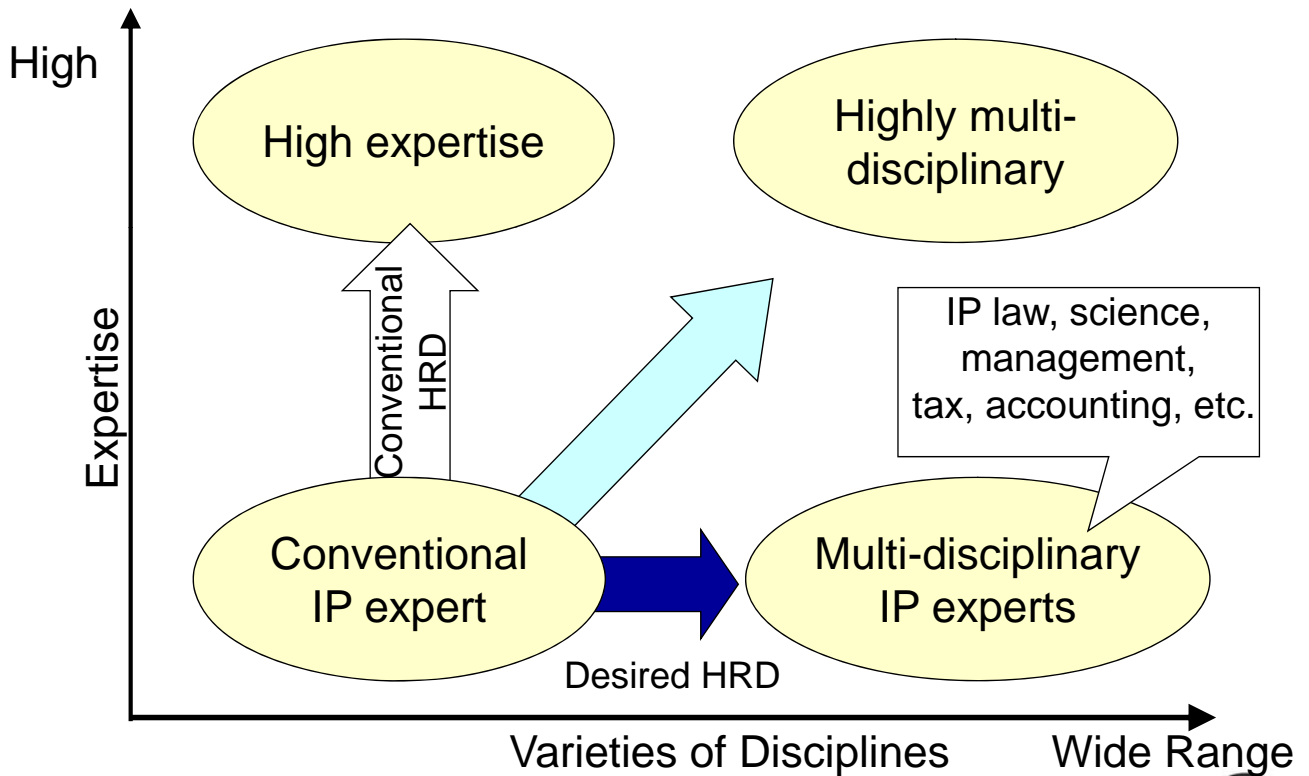 High
High expertise
Highly multi-
disciplinary
Conventional
HRD
Expertise
IP law, science,
management,
tax, accounting, etc.
Conventional
IP expert
Multi-disciplinary
IP experts
Desired HRD
Varieties of Disciplines
Wide Range